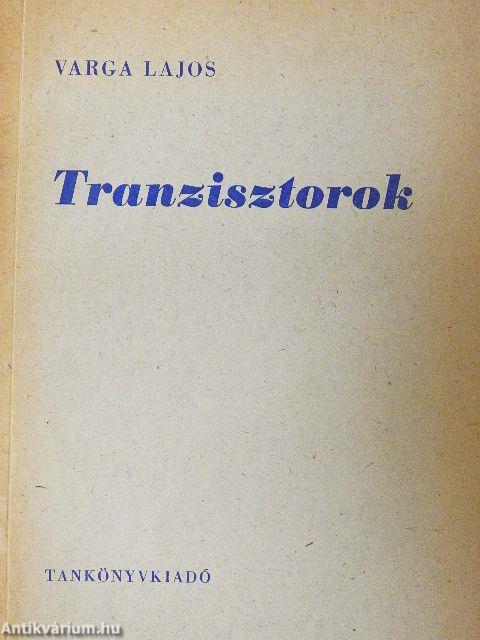 VARGA LAJOS
Tranzisztorok
TANKÖNYVKIADÓ
Antikvárium.hu